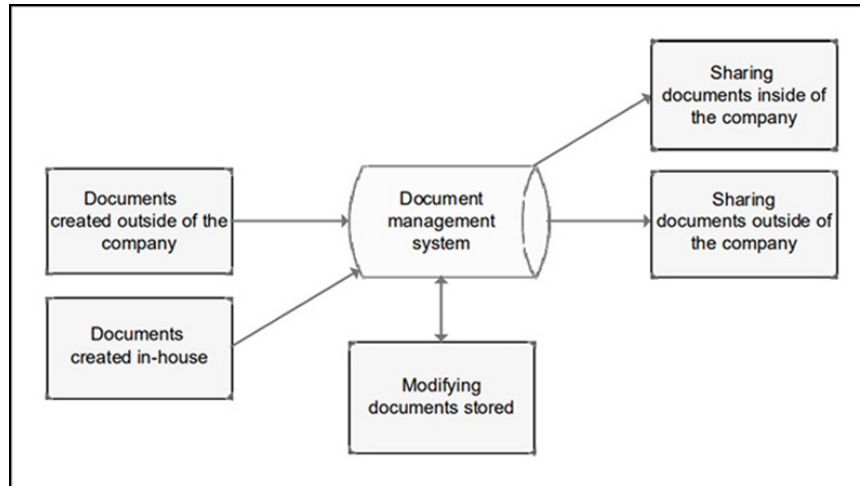 Sharing
documents inside of
the company
Documents
created outside of the
company
Document
management
system
Sharing
documents outside of
the company
Documents
created in-house
Modifying
documents stored